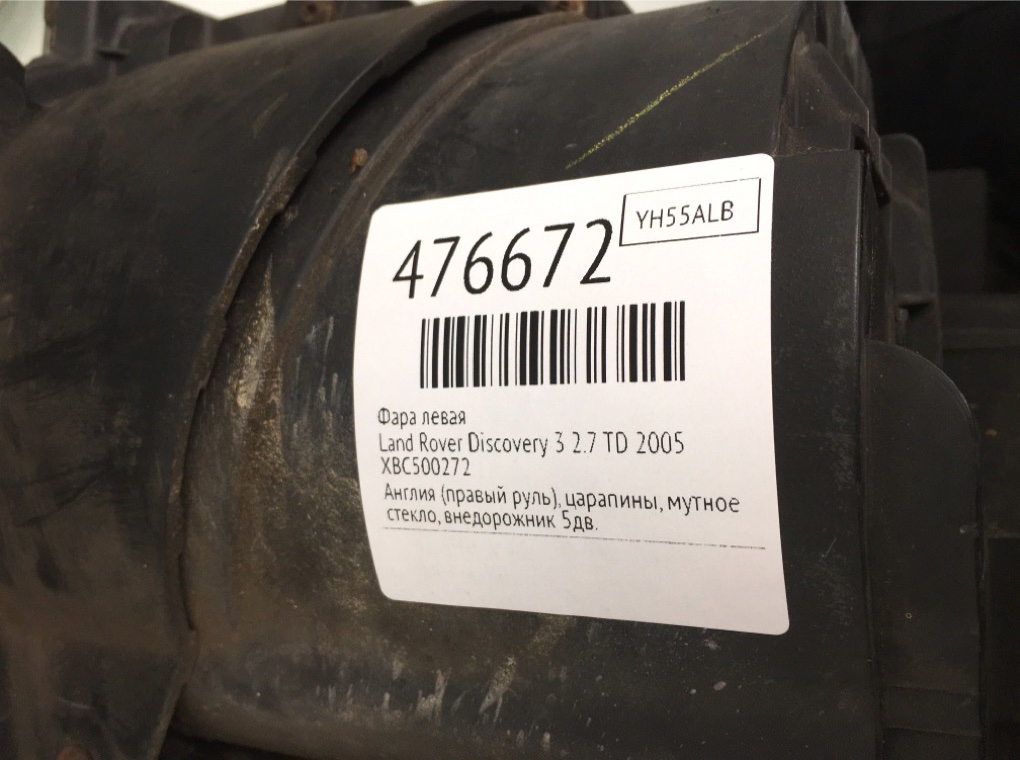 YH55ALB
476672
Фара левая
Land Rover Discovery 3 2.7 TD 2005
XBC500272
Англия (правый руль), царапины, мутное
стекло, внедорожник 5дв.